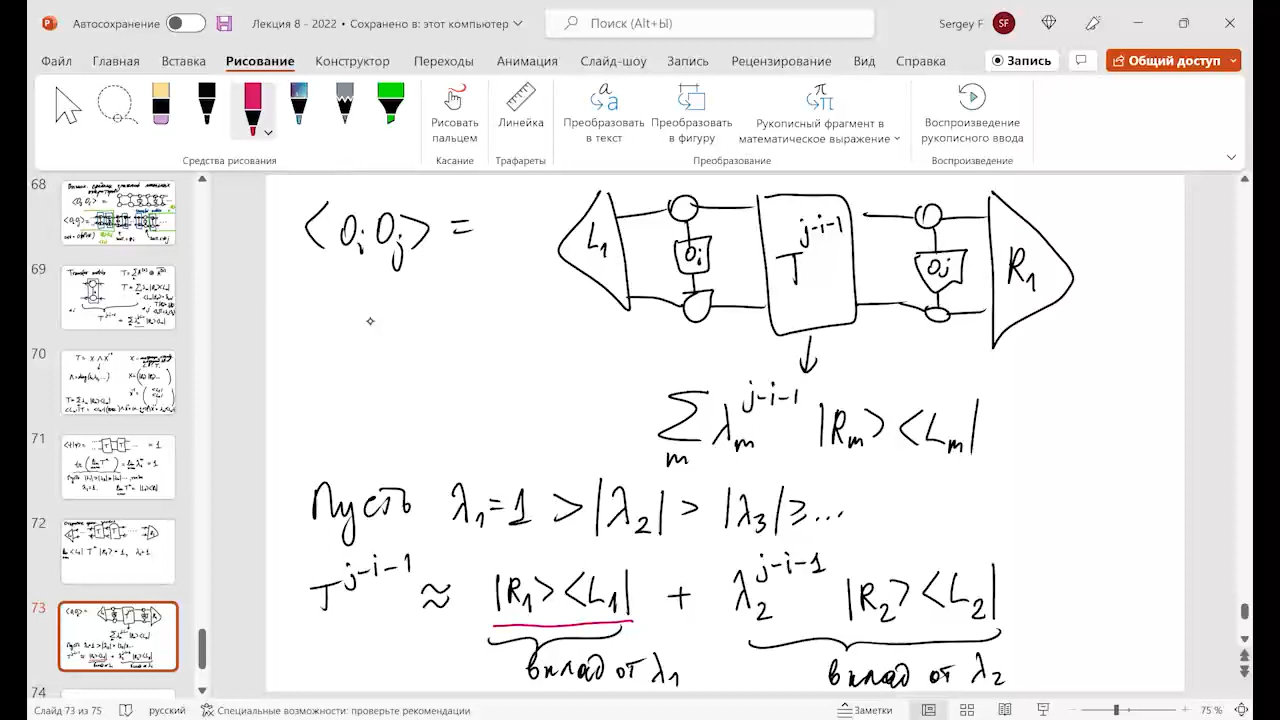 Автосохранение Лекция 8 - 2022 • Сохранено в: этот компьютер Поиск (Alt+Ы) Sergey F SF
Файл Главная Вставка Рисование Конструктор Переходы Анимация Слайд-шоу Запись Рецензирование Вид Справка Запись Общий доступ
Рисовать пальцем
Линейка
Преобразовать в текст
Преобразовать в фигуру
Рукописный фрагмент в математическое выражение
Воспроизведение рукописного ввода
Средства рисования Касание Трафареты Преобразование Воспроизведение
68
69
70
71
72
73
74
<O_i O_j> =
L_1 O_i T^{j-i-1} O_j R_1
∑_m λ_m^{j-i-1} |R_m> <L_m|
Пусть λ_1 = 1 > |λ_2| > |λ_3| ≥ ...
T^{j-i-1} ≈ |R_1> <L_1| + λ_2^{j-i-1} |R_2> <L_2|
вклад от λ_1 вклад от λ_2
Слайд 73 из 75 русский Специальные возможности: проверьте рекомендации Заметки 75 %